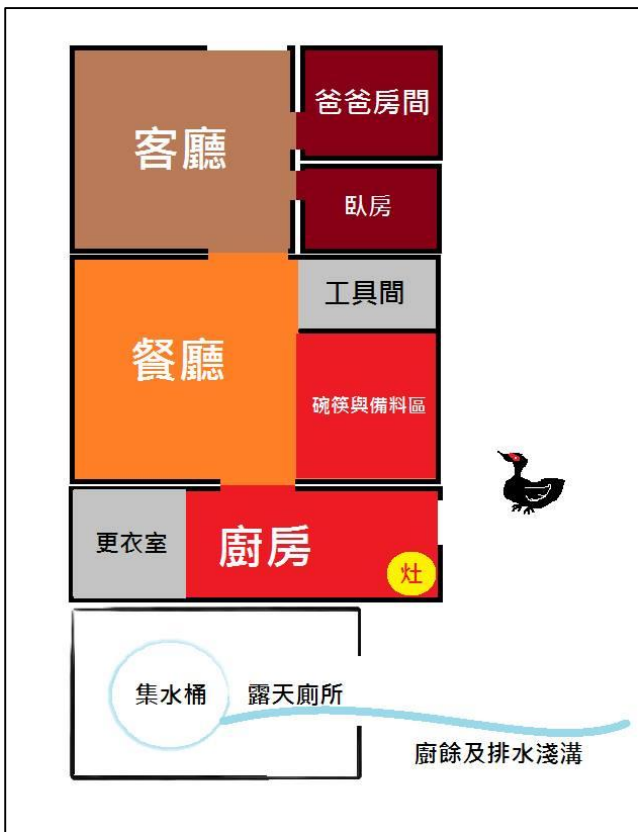 客廳
爸爸房間
臥房
餐廳
工具間
碗筷與備料區
更衣室
廚房
灶
集水桶
露天廁所
廚餘及排水淺溝